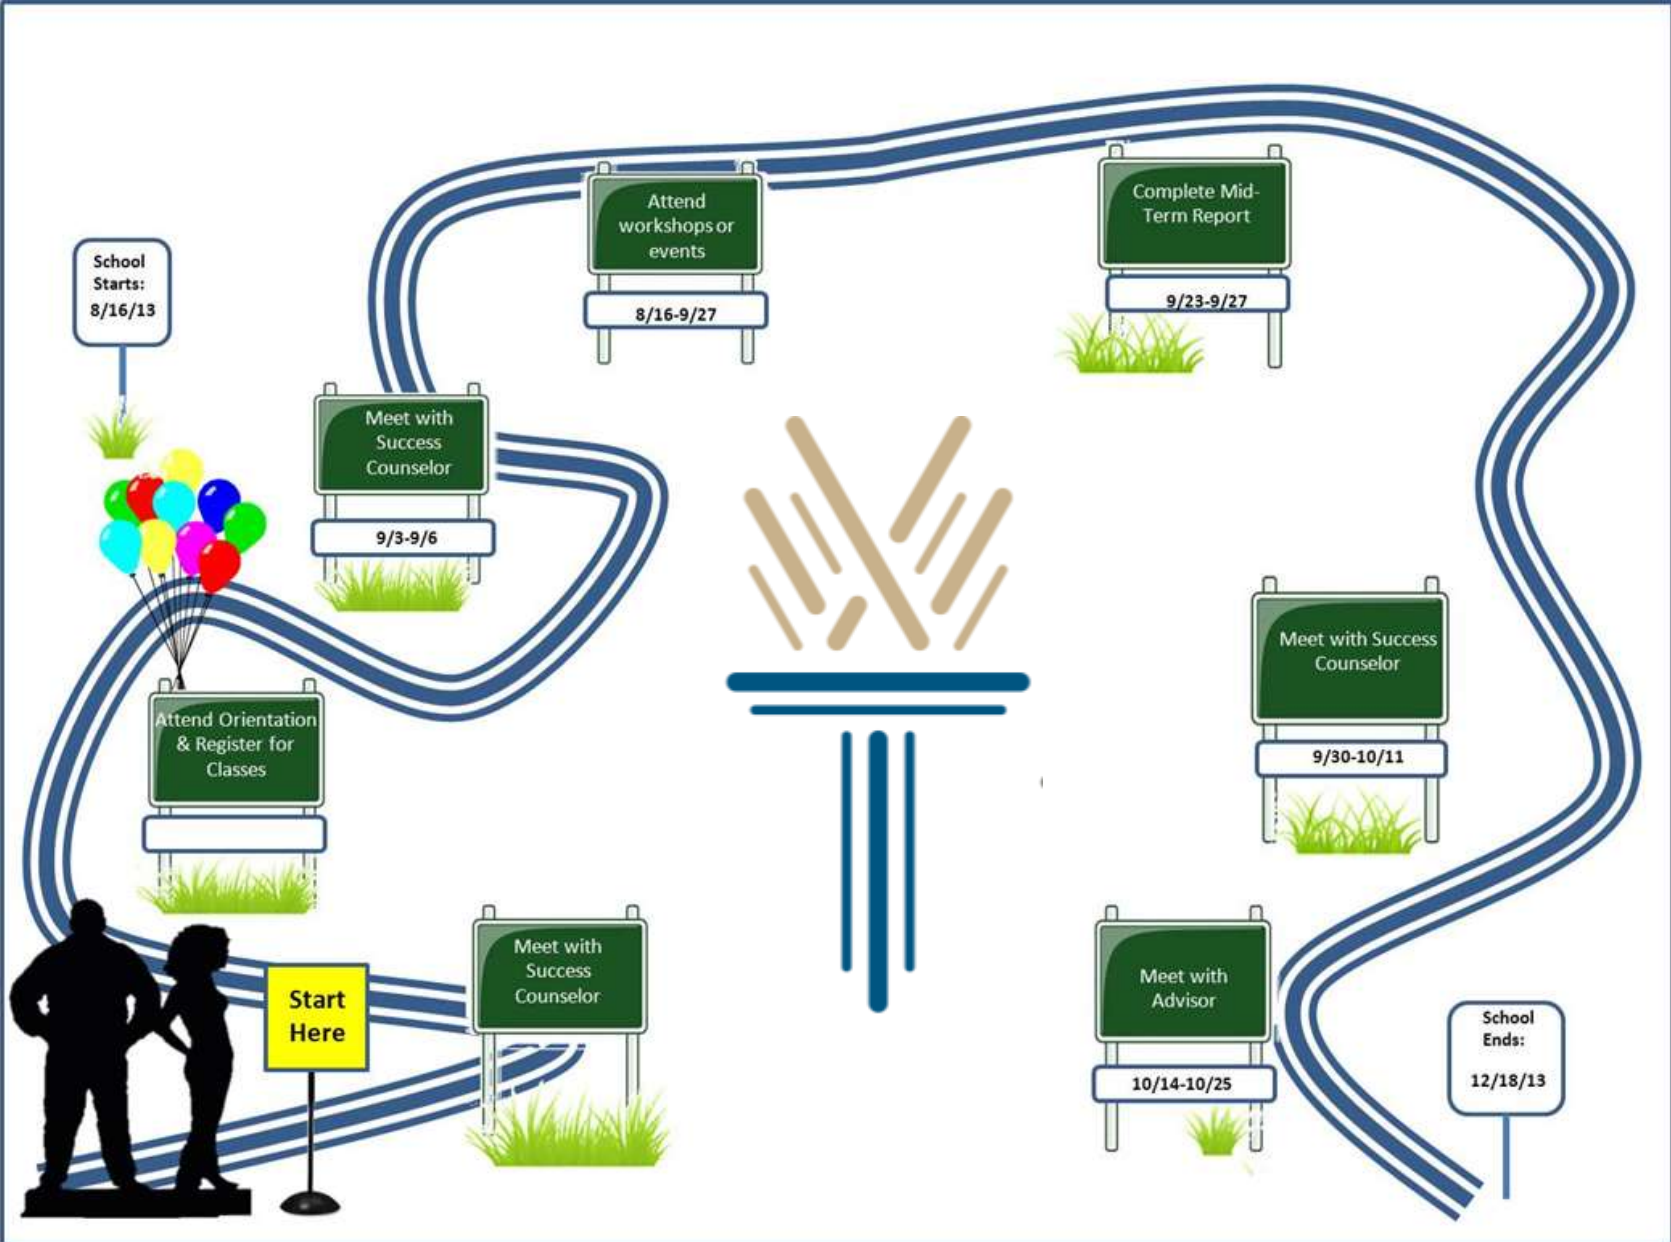 School
Starts:
8/16/13
Attend
workshops or
events
8/16-9/27
Complete Mid-
Term Report
9/23-9/27
Meet with
Success
Counselor
9/3-9/6
Meet with Success
Counselor
9/30-10/11
Attend Orientation
& Register for
Classes
Start
Here
Meet with
Success
Counselor
Meet with
Advisor
10/14-10/25
School
Ends:
12/18/13